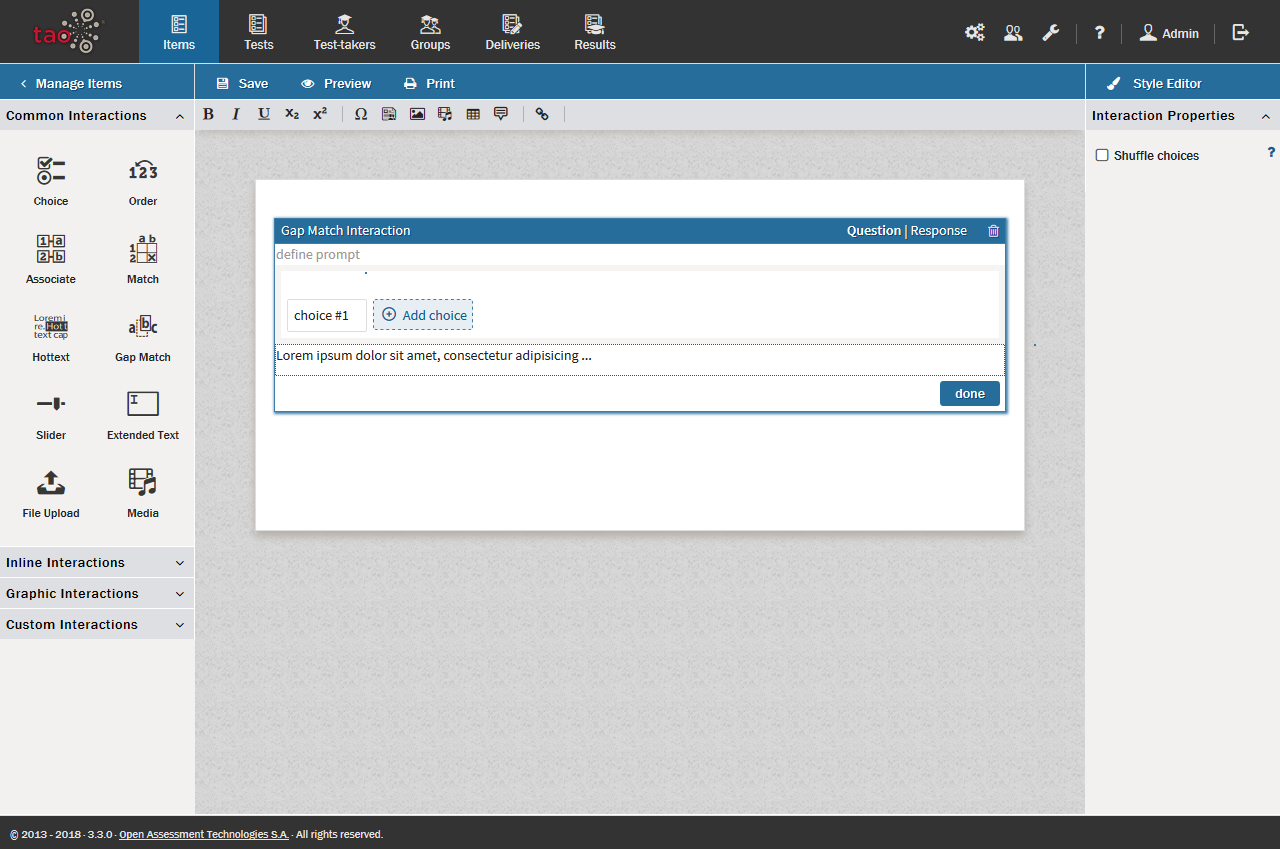 tao
Items
Tests
Test-takers
Groups
Deliveries
Results
?
Admin
Manage Items
Save
Preview
Print
Style Editor
Common Interactions
B I U x₂ x² Ω
Interaction Properties
Shuffle choices ?
Choice
Order
Associate
Match
Hottext
Gap Match
Slider
Extended Text
File Upload
Media
Inline Interactions
Graphic Interactions
Custom Interactions
Gap Match Interaction
Question | Response
define prompt
choice #1
Add choice
Lorem ipsum dolor sit amet, consectetur adipisicing ...
done
© 2013 - 2018 · 3.3.0 · Open Assessment Technologies S.A. · All rights reserved.